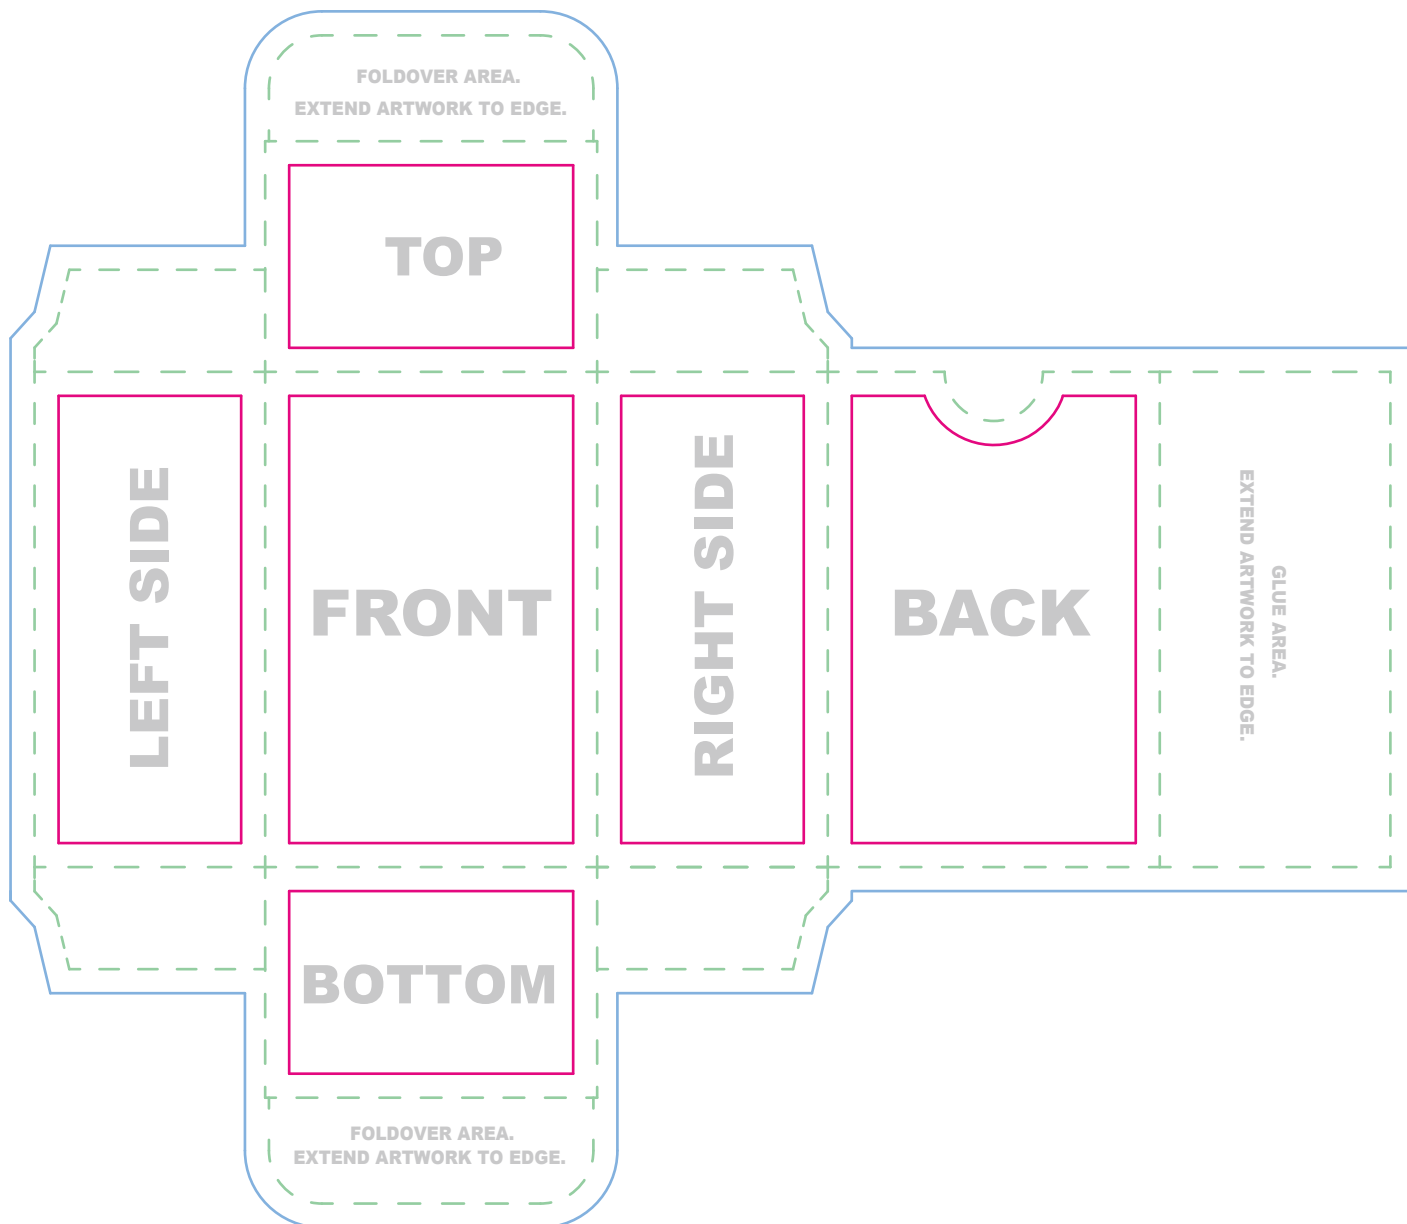 FOLDOVER AREA.
EXTEND ARTWORK TO EDGE.
TOP
LEFT SIDE
FRONT
RIGHT SIDE
BACK
GLUE AREA.
EXTEND ARTWORK TO EDGE.
BOTTOM
FOLDOVER AREA.
EXTEND ARTWORK TO EDGE.